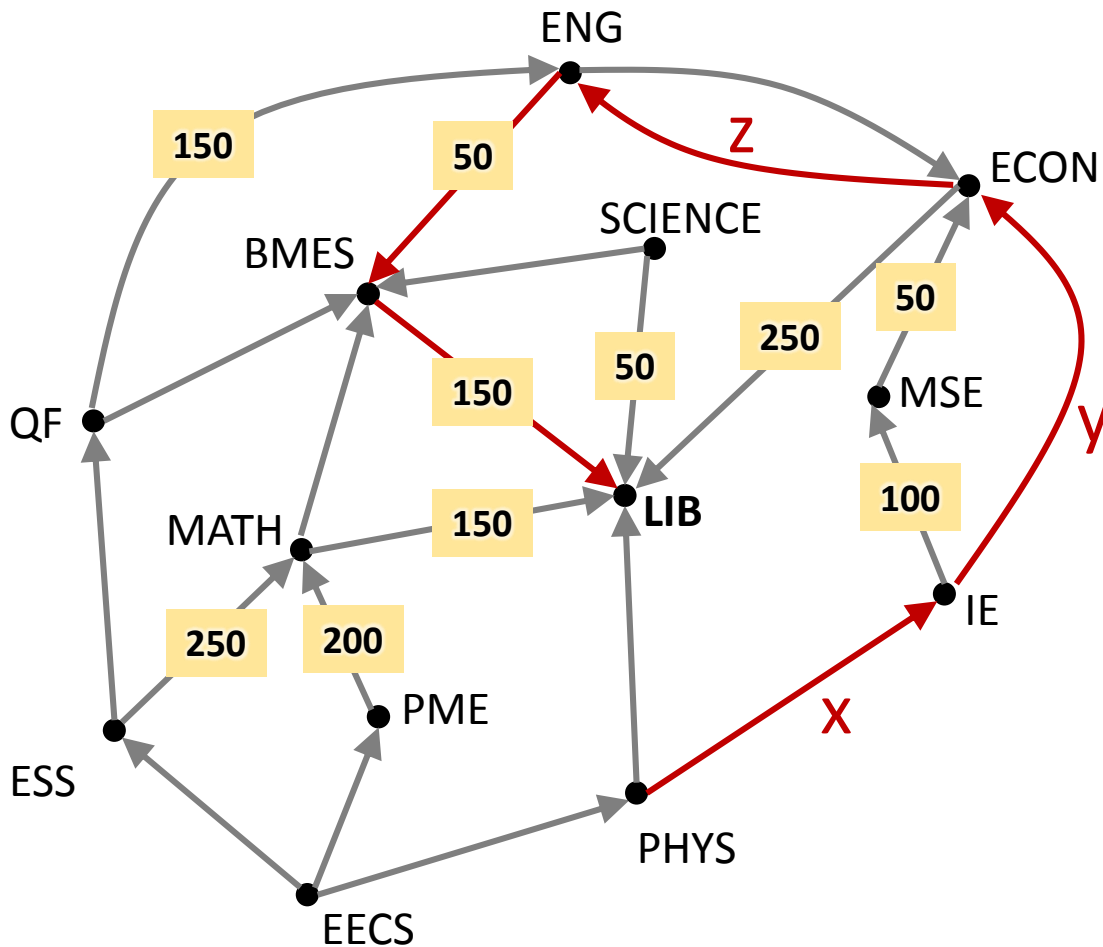 ENG
150
50
z
ECON
SCIENCE
BMES
50
250
50
150
MSE
QF
y
100
LIB
150
MATH
IE
250
200
PME
x
ESS
PHYS
EECS